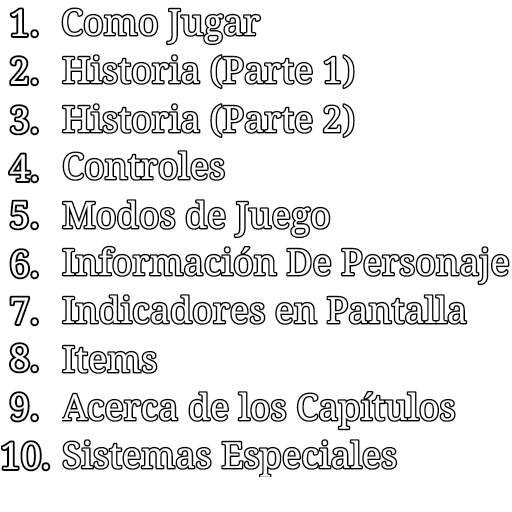 1. Como Jugar
2. Historia (Parte 1)
3. Historia (Parte 2)
4. Controles
5. Modos de Juego
6. Información De Personaje
7. Indicadores en Pantalla
8. Items
9. Acerca de los Capítulos
10. Sistemas Especiales